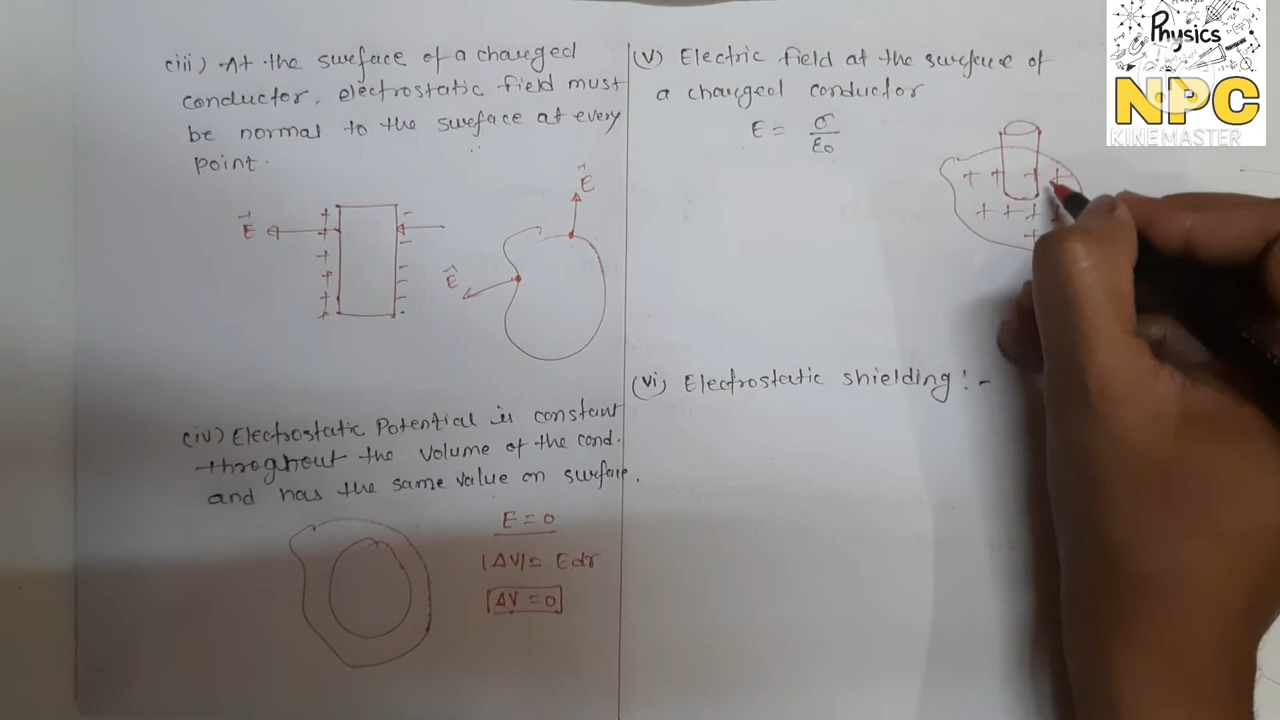 (iii) At the surface of a charged
conductor, electrostatic field must
be normal to the surface at every
point.
E
+
+
+
+
+
+
-
-
-
-
-
-
E
E
(iv) Electrostatic Potential is constant
throghout the volume of the cond.
and has the same value on surface.
E = 0
|ΔV| = Edr
ΔV = 0
(v) Electric field at the surface of
a charged conductor
E = σ/ε0
+ + + +
+ + + +
+
(vi) Electrostatic shielding :-
Physics
NPC
KINEMASTER